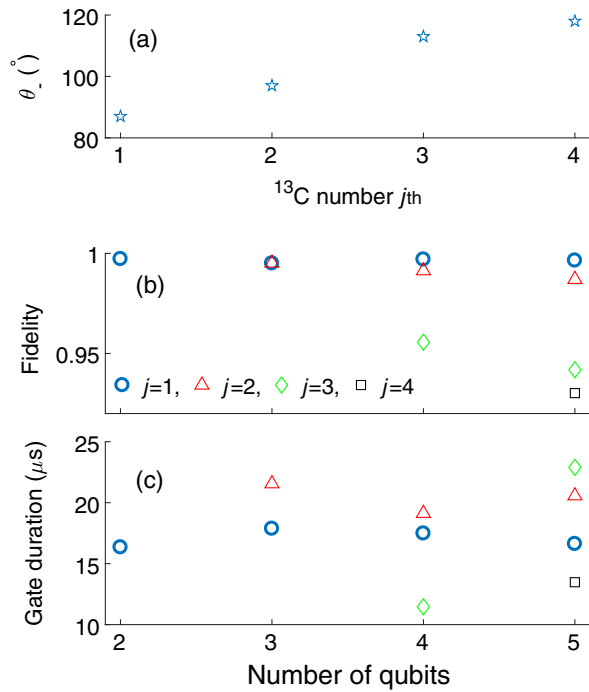 (a)
θ_ (°)
120
100
80
1 2 3 4
¹³C number jth
(b)
Fidelity
1
0.95
j=1, j=2, j=3, j=4
(c)
Gate duration (μs)
25
20
15
10
2 3 4 5
Number of qubits